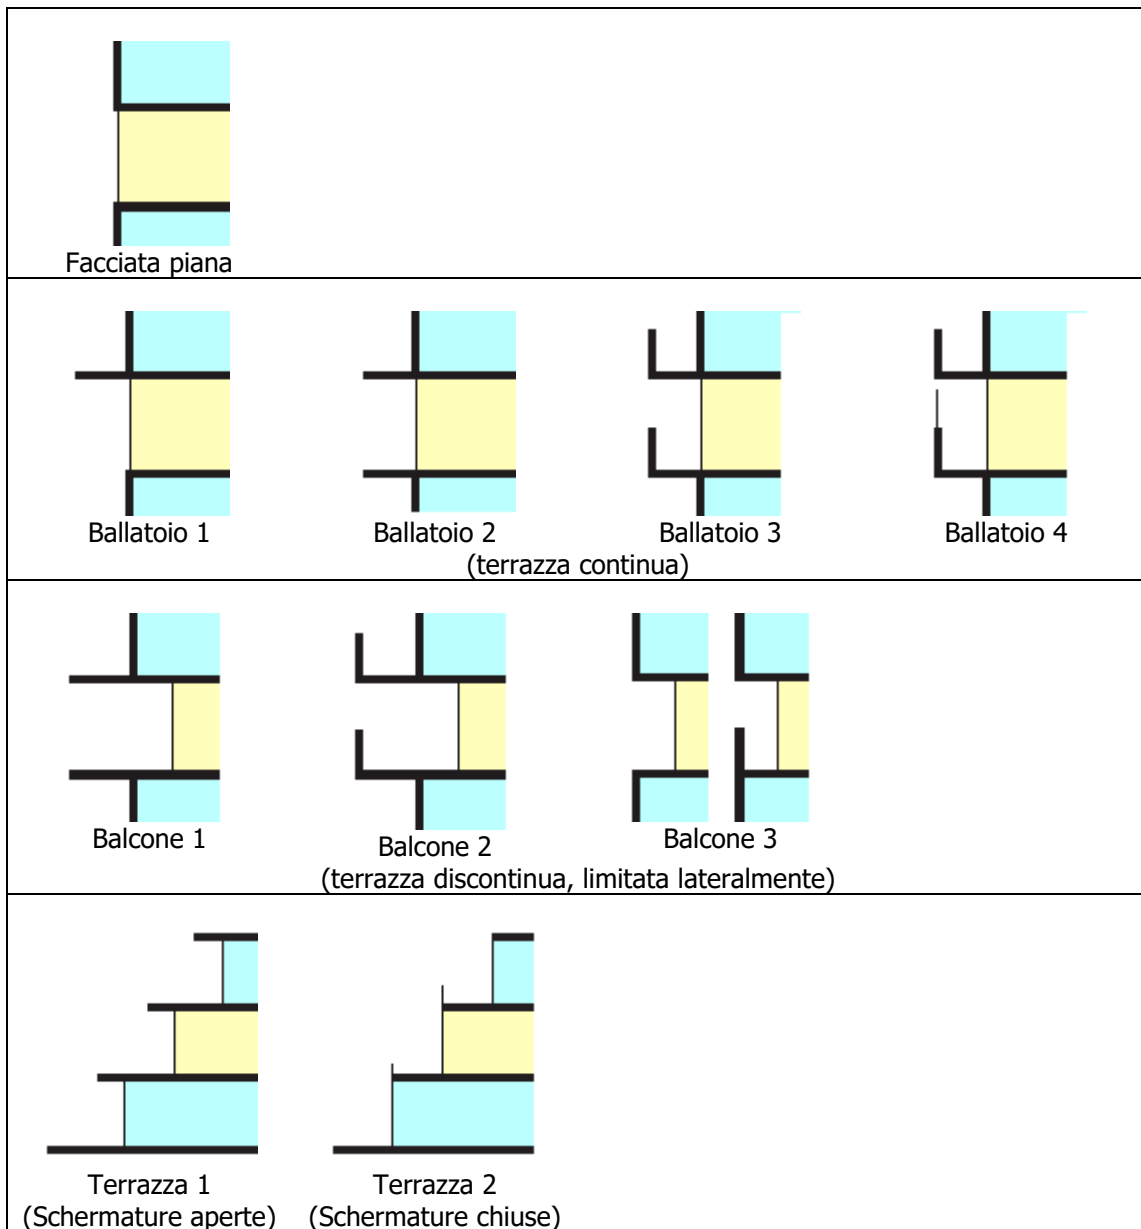 Facciata piana
Ballatoio 1 Ballatoio 2 Ballatoio 3 Ballatoio 4
(terrazza continua)
Balcone 1 Balcone 2 Balcone 3
(terrazza discontinua, limitata lateralmente)
Terrazza 1 Terrazza 2
(Schermature aperte) (Schermature chiuse)